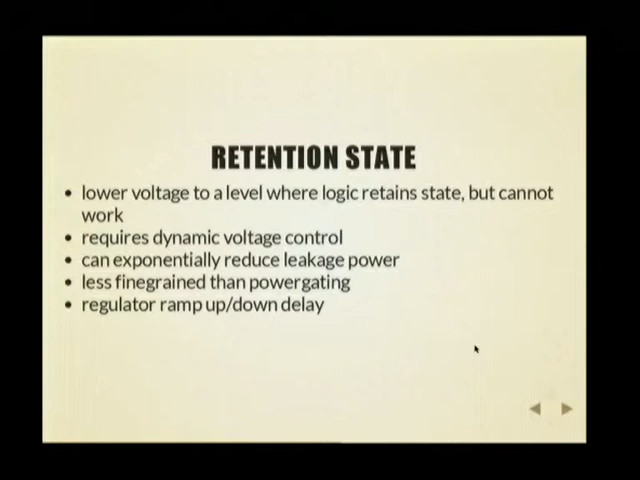 RETENTION STATE
• lower voltage to a level where logic retains state, but cannot
work
• requires dynamic voltage control
• can exponentially reduce leakage power
• less finegrained than powergating
• regulator ramp up/down delay